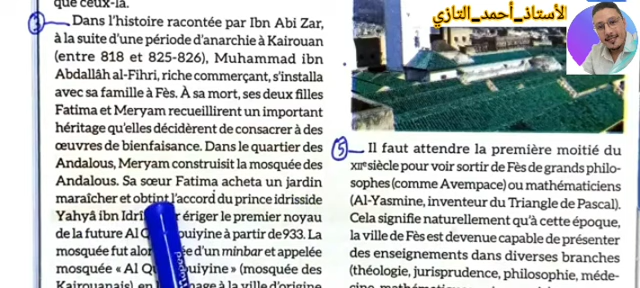 que ceux-là.
3 Dans l'histoire racontée par Ibn Abi Zar,
à la suite d'une période d'anarchie à Kairouan
(entre 818 et 825-826), Muhammad ibn
Abdallâh al-Fihri, riche commerçant, s'installa
avec sa famille à Fès. À sa mort, ses deux filles
Fatima et Meryam recueillirent un important
héritage qu'elles décidèrent de consacrer à des
œuvres de bienfaisance. Dans le quartier des
Andalous, Meryam construisit la mosquée des
Andalous. Sa sœur Fatima acheta un jardin
maraîcher et obtint l'accord du prince idrisside
Yahyâ ibn ériger le premier noyau
de la future Al ouiyine à partir de 933. La
mosquée fut d'un minbar et appelée
mosquée « Al ouiyine » (mosquée des
Kairouanais) en à la ville d'origine
الأستاذ_أحمد_التازي
5 Il faut attendre la première moitié du
XIIe siècle pour voir sortir de Fès de grands philo-
sophes (comme Avempace) ou mathématiciens
(Al-Yasmine, inventeur du Triangle de Pascal).
Cela signifie naturellement qu'à cette époque,
la ville de Fès est devenue capable de présenter
des enseignements dans diverses branches
(théologie, jurisprudence, philosophie, méde-
cine, mathématiques